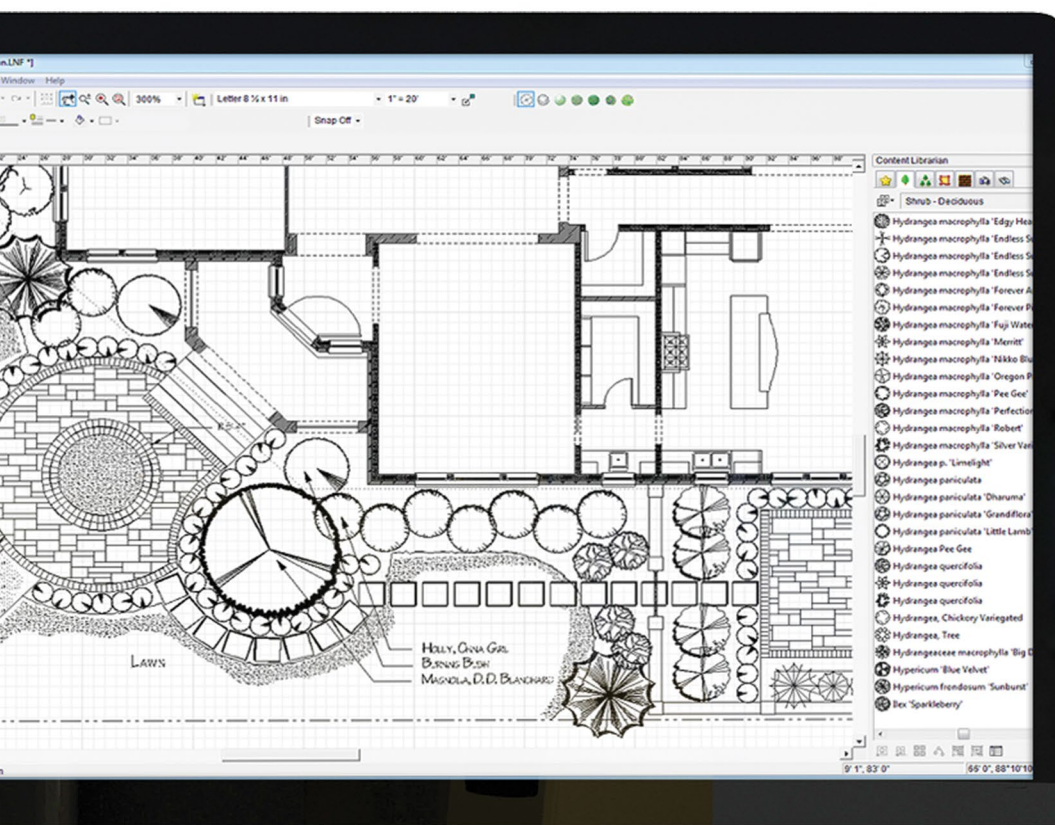 n.LNF *]
Window Help
300%
Letter 8 ½ x 11 in
1" = 20'
Snap Off
Content Librarian
Shrub - Deciduous
Hydrangea macrophylla 'Edgy Hea
Hydrangea macrophylla 'Endless S
Hydrangea macrophylla 'Endless S
Hydrangea macrophylla 'Endless S
Hydrangea macrophylla 'Forever A
Hydrangea macrophylla 'Forever P
Hydrangea macrophylla 'Fuji Wate
Hydrangea macrophylla 'Merritt'
Hydrangea macrophylla 'Nikko Blu
Hydrangea macrophylla 'Oregon P
Hydrangea macrophylla 'Pee Gee'
Hydrangea macrophylla 'Perfection
Hydrangea macrophylla 'Robert'
Hydrangea macrophylla 'Silver Vari
Hydrangea p. 'Limelight'
Hydrangea paniculata
Hydrangea paniculata 'Dharuma'
Hydrangea paniculata 'Grandiflora'
Hydrangea paniculata 'Little Lamb'
Hydrangea Pee Gee
Hydrangea quercifolia
Hydrangea quercifolia
Hydrangea quercifolia
Hydrangea, Chickory Variegated
Hydrangea, Tree
Hydrangeaceae macrophylla 'Big D
Hypericum 'Blue Velvet'
Hypericum frondosum 'Sunburst'
Ilex 'Sparkleberry'
Lawn
Holly, China Girl
Burning Bush
Magnolia, D.D. Blanchard
9' 1", 83' 0"
66' 0", 88°10'10